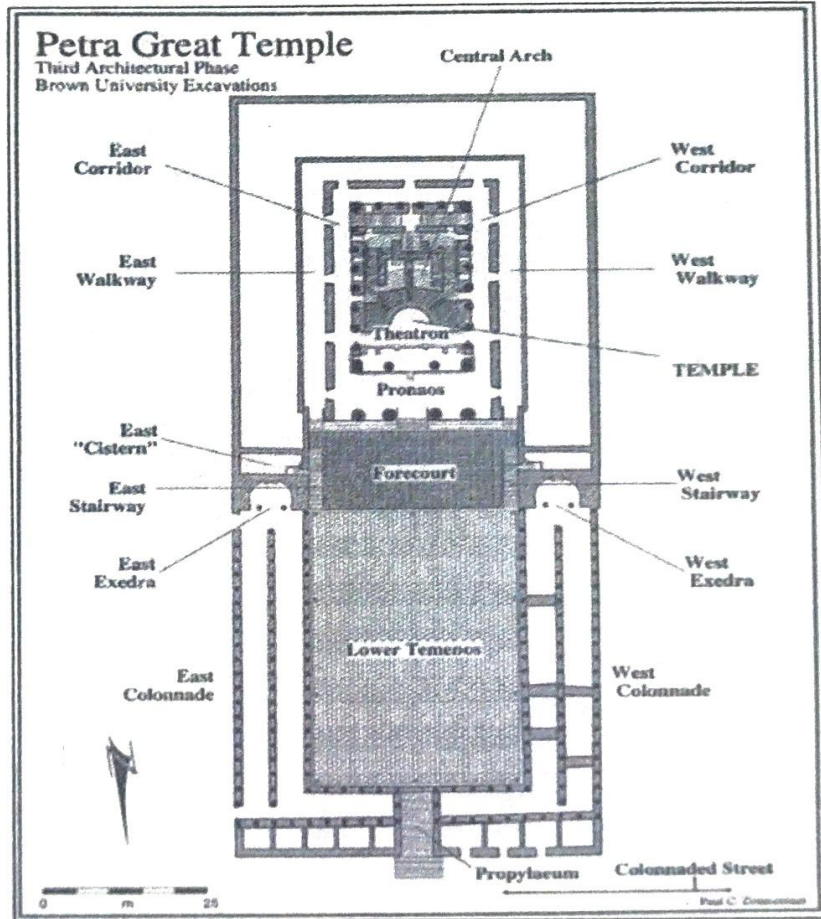 Petra Great Temple
Third Architectural Phase
Brown University Excavations
Central Arch
East
Corridor
West
Corridor
East
Walkway
West
Walkway
Theatron
TEMPLE
Pronaos
East
"Cistern"
Forecourt
East
Stairway
West
Stairway
East
Exedra
West
Exedra
Lower Temenos
East
Colonnade
West
Colonnade
N
Propylaeum
Colonnaded Street
0 m 25
Paul C. Zimmerman